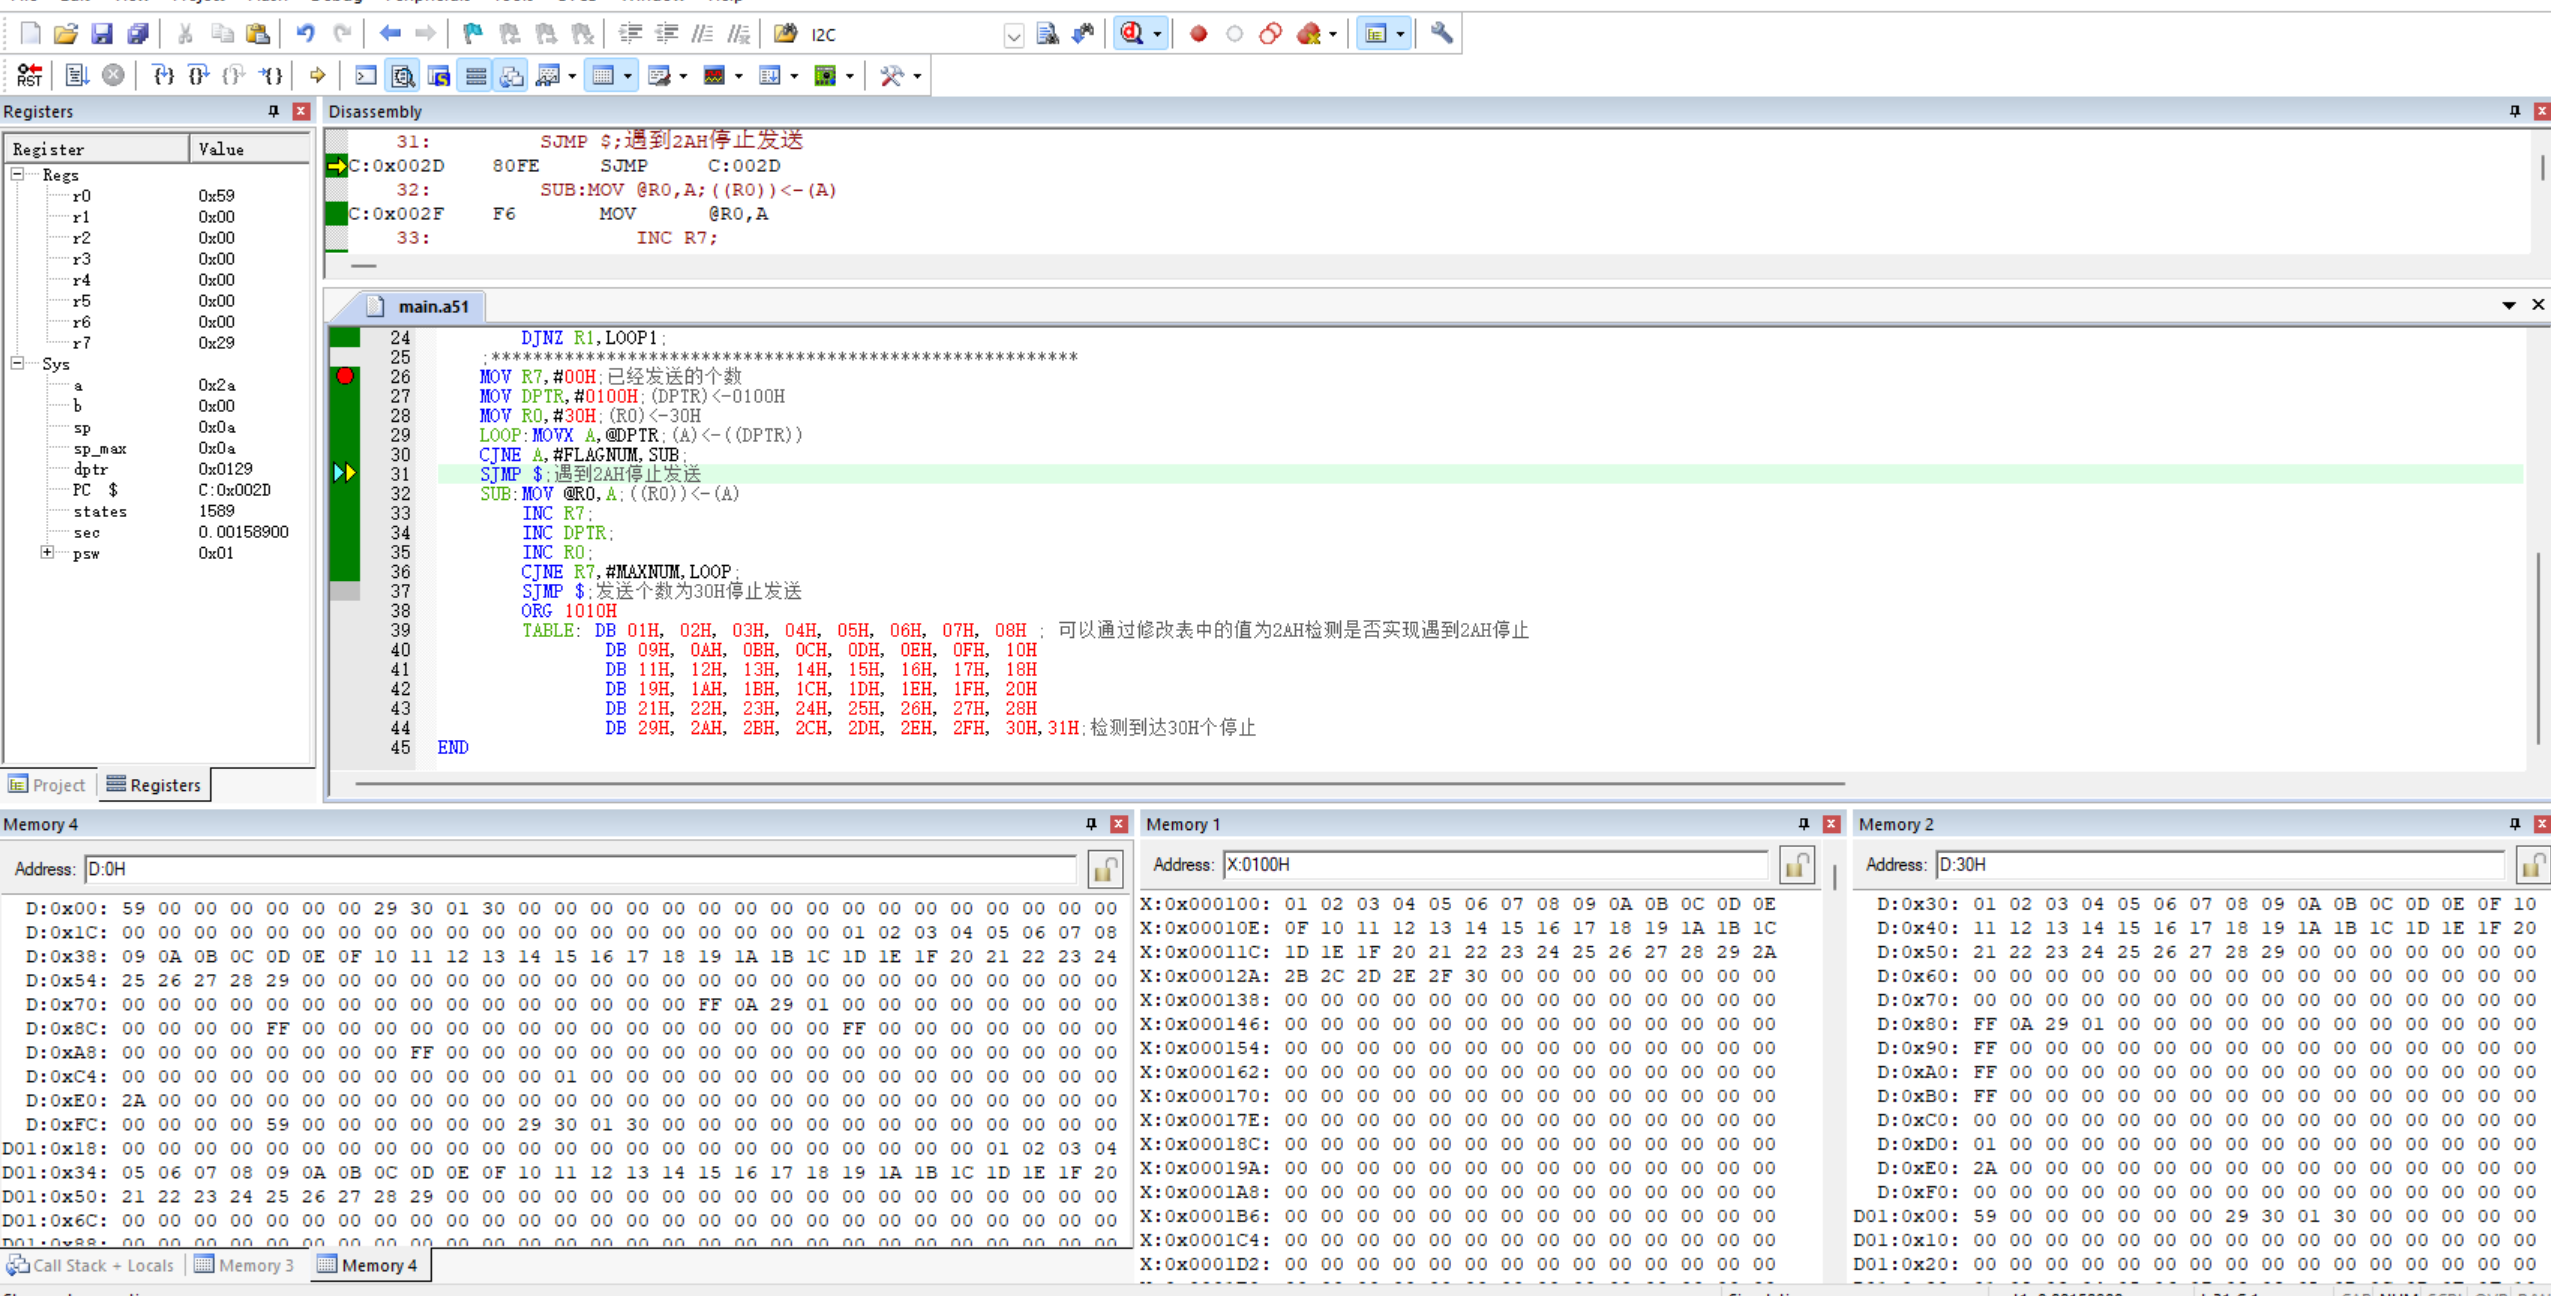 I2C
Registers
Register Value
Regs
r0 0x59
r1 0x00
r2 0x00
r3 0x00
r4 0x00
r5 0x00
r6 0x00
r7 0x29
Sys
a 0x2a
b 0x00
sp 0x0a
sp_max 0x0a
dptr 0x0129
PC $ C:0x002D
states 1589
sec 0.00158900
psw 0x01
Project Registers
Disassembly
31: SJMP $;遇到2AH停止发送
C:0x002D 80FE SJMP C:002D
32: SUB:MOV @R0,A;((R0))<-(A)
C:0x002F F6 MOV @R0,A
33: INC R7;
main.a51
24 DJNZ R1,LOOP1;
25 ;********************************************************
26 MOV R7,#00H;已经发送的个数
27 MOV DPTR,#0100H;(DPTR)<-0100H
28 MOV R0,#30H;(R0)<-30H
29 LOOP:MOVX A,@DPTR;(A)<-((DPTR))
30 CJNE A,#FLAGNUM,SUB;
31 SJMP $;遇到2AH停止发送
32 SUB:MOV @R0,A;((R0))<-(A)
33 INC R7;
34 INC DPTR;
35 INC R0;
36 CJNE R7,#MAXNUM,LOOP;
37 SJMP $;发送个数为30H停止发送
38 ORG 1010H
39 TABLE: DB 01H, 02H, 03H, 04H, 05H, 06H, 07H, 08H ; 可以通过修改表中的值为2AH检测是否实现遇到2AH停止
40 DB 09H, 0AH, 0BH, 0CH, 0DH, 0EH, 0FH, 10H
41 DB 11H, 12H, 13H, 14H, 15H, 16H, 17H, 18H
42 DB 19H, 1AH, 1BH, 1CH, 1DH, 1EH, 1FH, 20H
43 DB 21H, 22H, 23H, 24H, 25H, 26H, 27H, 28H
44 DB 29H, 2AH, 2BH, 2CH, 2DH, 2EH, 2FH, 30H,31H;检测到达30H个停止
45 END
Memory 4
Address: D:0H
D:0x00: 59 00 00 00 00 00 00 29 30 01 30 00 00 00 00 00 00 00 00 00 00 00 00 00 00 00 00 00
D:0x1C: 00 00 00 00 00 00 00 00 00 00 00 00 00 00 00 00 00 00 00 00 01 02 03 04 05 06 07 08
D:0x38: 09 0A 0B 0C 0D 0E 0F 10 11 12 13 14 15 16 17 18 19 1A 1B 1C 1D 1E 1F 20 21 22 23 24
D:0x54: 25 26 27 28 29 00 00 00 00 00 00 00 00 00 00 00 00 00 00 00 00 00 00 00 00 00 00 00
D:0x70: 00 00 00 00 00 00 00 00 00 00 00 00 00 00 00 00 FF 0A 29 01 00 00 00 00 00 00 00 00
D:0x8C: 00 00 00 00 FF 00 00 00 00 00 00 00 00 00 00 00 00 00 00 00 FF 00 00 00 00 00 00 00
D:0xA8: 00 00 00 00 00 00 00 00 FF 00 00 00 00 00 00 00 00 00 00 00 00 00 00 00 00 00 00 00
D:0xC4: 00 00 00 00 00 00 00 00 00 00 00 00 01 00 00 00 00 00 00 00 00 00 00 00 00 00 00 00
D:0xE0: 2A 00 00 00 00 00 00 00 00 00 00 00 00 00 00 00 00 00 00 00 00 00 00 00 00 00 00 00
D:0xFC: 00 00 00 00 59 00 00 00 00 00 00 29 30 01 30 00 00 00 00 00 00 00 00 00 00 00 00 00
D01:0x18: 00 00 00 00 00 00 00 00 00 00 00 00 00 00 00 00 00 00 00 00 00 00 00 00 01 02 03 04
D01:0x34: 05 06 07 08 09 0A 0B 0C 0D 0E 0F 10 11 12 13 14 15 16 17 18 19 1A 1B 1C 1D 1E 1F 20
D01:0x50: 21 22 23 24 25 26 27 28 29 00 00 00 00 00 00 00 00 00 00 00 00 00 00 00 00 00 00 00
D01:0x6C: 00 00 00 00 00 00 00 00 00 00 00 00 00 00 00 00 00 00 00 00 00 00 00 00 00 00 00 00
Call Stack + Locals Memory 3 Memory 4
Memory 1
Address: X:0100H
X:0x000100: 01 02 03 04 05 06 07 08 09 0A 0B 0C 0D 0E
X:0x00010E: 0F 10 11 12 13 14 15 16 17 18 19 1A 1B 1C
X:0x00011C: 1D 1E 1F 20 21 22 23 24 25 26 27 28 29 2A
X:0x00012A: 2B 2C 2D 2E 2F 30 00 00 00 00 00 00 00 00
X:0x000138: 00 00 00 00 00 00 00 00 00 00 00 00 00 00
X:0x000146: 00 00 00 00 00 00 00 00 00 00 00 00 00 00
X:0x000154: 00 00 00 00 00 00 00 00 00 00 00 00 00 00
X:0x000162: 00 00 00 00 00 00 00 00 00 00 00 00 00 00
X:0x000170: 00 00 00 00 00 00 00 00 00 00 00 00 00 00
X:0x00017E: 00 00 00 00 00 00 00 00 00 00 00 00 00 00
X:0x00018C: 00 00 00 00 00 00 00 00 00 00 00 00 00 00
X:0x00019A: 00 00 00 00 00 00 00 00 00 00 00 00 00 00
X:0x0001A8: 00 00 00 00 00 00 00 00 00 00 00 00 00 00
X:0x0001B6: 00 00 00 00 00 00 00 00 00 00 00 00 00 00
X:0x0001C4: 00 00 00 00 00 00 00 00 00 00 00 00 00 00
X:0x0001D2: 00 00 00 00 00 00 00 00 00 00 00 00 00 00
Memory 2
Address: D:30H
D:0x30: 01 02 03 04 05 06 07 08 09 0A 0B 0C 0D 0E 0F 10
D:0x40: 11 12 13 14 15 16 17 18 19 1A 1B 1C 1D 1E 1F 20
D:0x50: 21 22 23 24 25 26 27 28 29 00 00 00 00 00 00 00
D:0x60: 00 00 00 00 00 00 00 00 00 00 00 00 00 00 00 00
D:0x70: 00 00 00 00 00 00 00 00 00 00 00 00 00 00 00 00
D:0x80: FF 0A 29 01 00 00 00 00 00 00 00 00 00 00 00 00
D:0x90: FF 00 00 00 00 00 00 00 00 00 00 00 00 00 00 00
D:0xA0: FF 00 00 00 00 00 00 00 00 00 00 00 00 00 00 00
D:0xB0: FF 00 00 00 00 00 00 00 00 00 00 00 00 00 00 00
D:0xC0: 00 00 00 00 00 00 00 00 00 00 00 00 00 00 00 00
D:0xD0: 01 00 00 00 00 00 00 00 00 00 00 00 00 00 00 00
D:0xE0: 2A 00 00 00 00 00 00 00 00 00 00 00 00 00 00 00
D:0xF0: 00 00 00 00 00 00 00 00 00 00 00 00 00 00 00 00
D01:0x00: 59 00 00 00 00 00 00 29 30 01 30 00 00 00 00 00
D01:0x10: 00 00 00 00 00 00 00 00 00 00 00 00 00 00 00 00
D01:0x20: 00 00 00 00 00 00 00 00 00 00 00 00 00 00 00 00